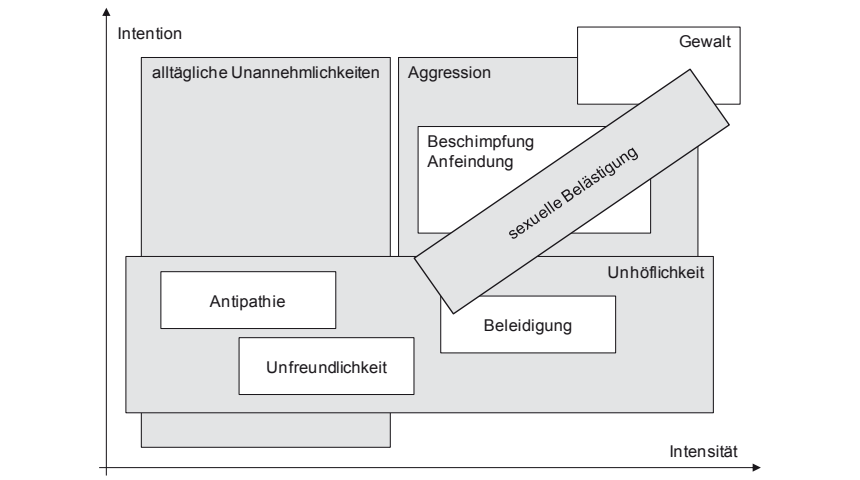 Intention
Gewalt
alltägliche Unannehmlichkeiten
Aggression
Beschimpfung
Anfeindung
sexuelle Belästigung
Unhöflichkeit
Antipathie
Beleidigung
Unfreundlichkeit
Intensität